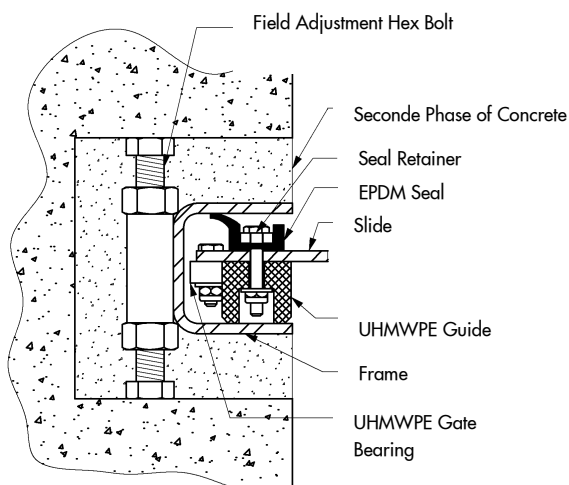 Field Adjustment Hex Bolt
Seconde Phase of Concrete
Seal Retainer
EPDM Seal
Slide
UHMWPE Guide
Frame
UHMWPE Gate
Bearing